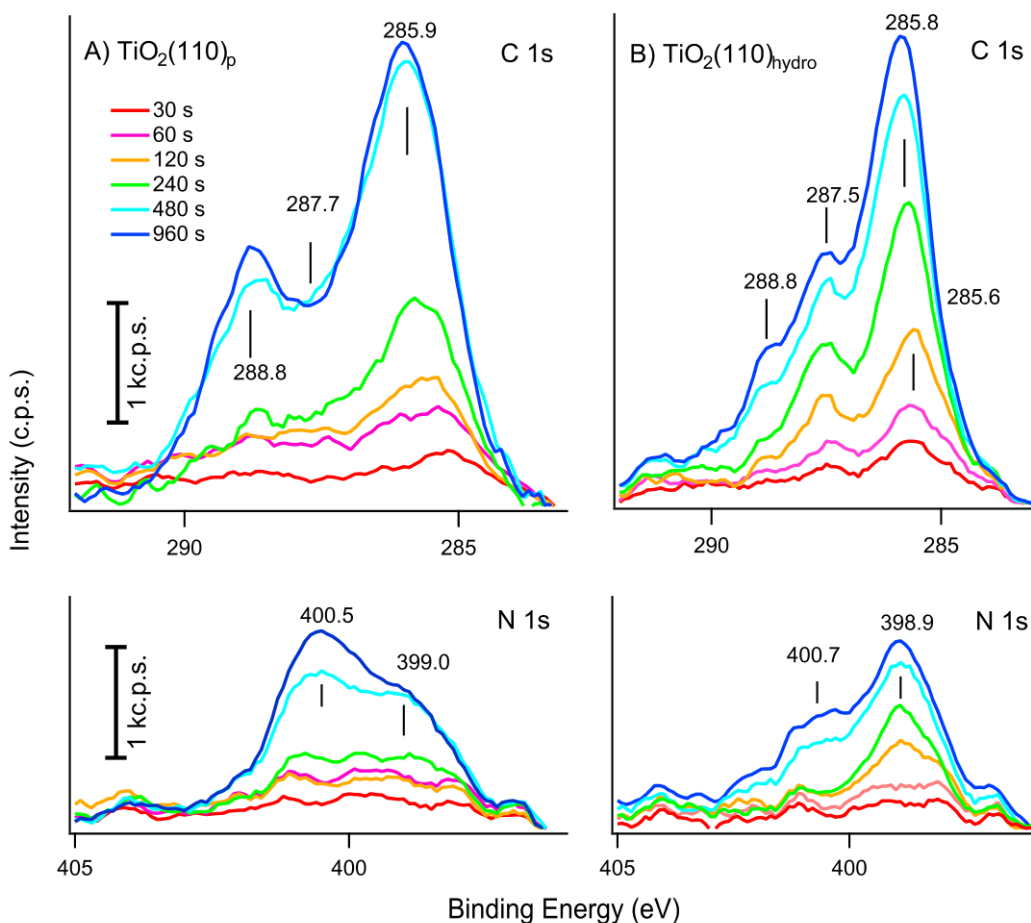 A) TiO2(110)p
285.9
C 1s
30 s
60 s
120 s
240 s
480 s
960 s
287.7
288.8
1 kc.p.s.
290
285
B) TiO2(110)hydro
285.8
C 1s
287.5
288.8
285.6
290
285
Intensity (c.p.s.)
400.5
N 1s
399.0
1 kc.p.s.
405
400
398.9
N 1s
400.7
405
400
Binding Energy (eV)